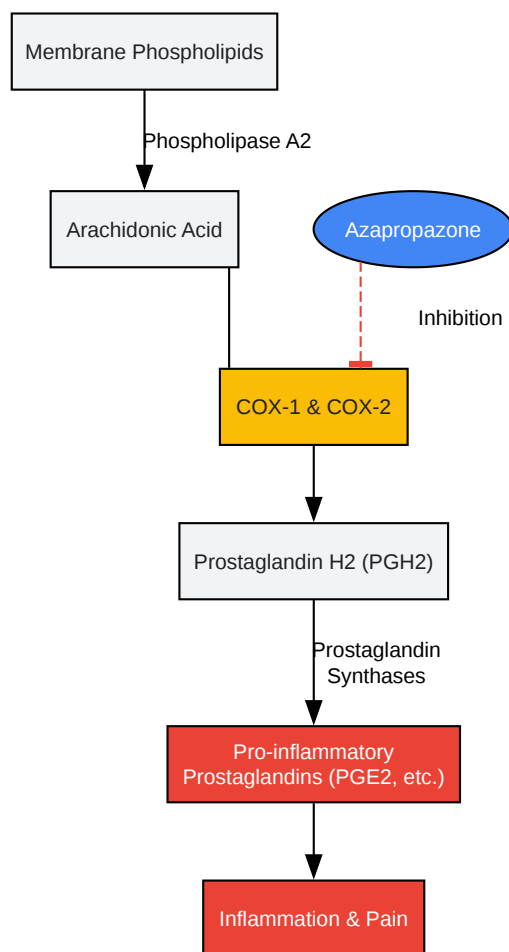 Membrane Phospholipids
Phospholipase A2
Arachidonic Acid
Azapropazone
Inhibition
COX-1 & COX-2
Prostaglandin H2 (PGH2)
Prostaglandin
Synthases
Pro-inflammatory
Prostaglandins (PGE2, etc.)
Inflammation & Pain